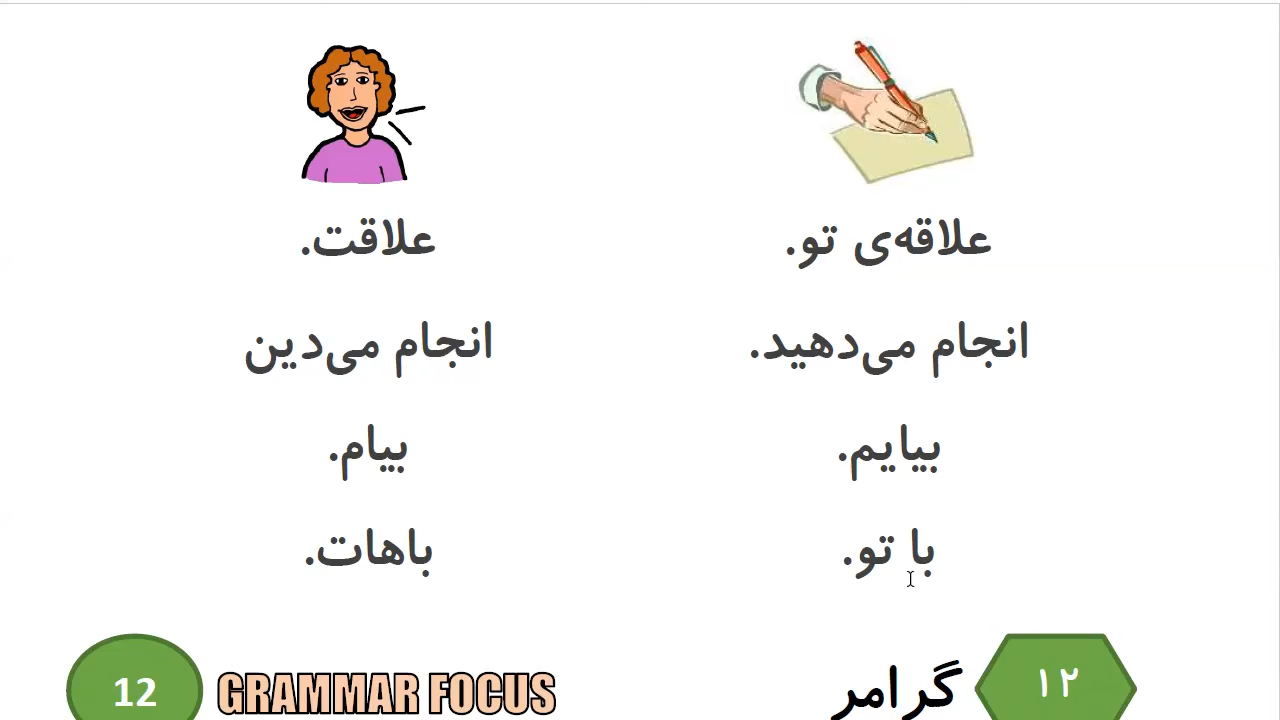 علاقه‌ی تو. علاقت.
انجام می‌دهید. انجام می‌دین
بیایم. بیام.
با تو. باهات.
۱۲ گرامر GRAMMAR FOCUS 12